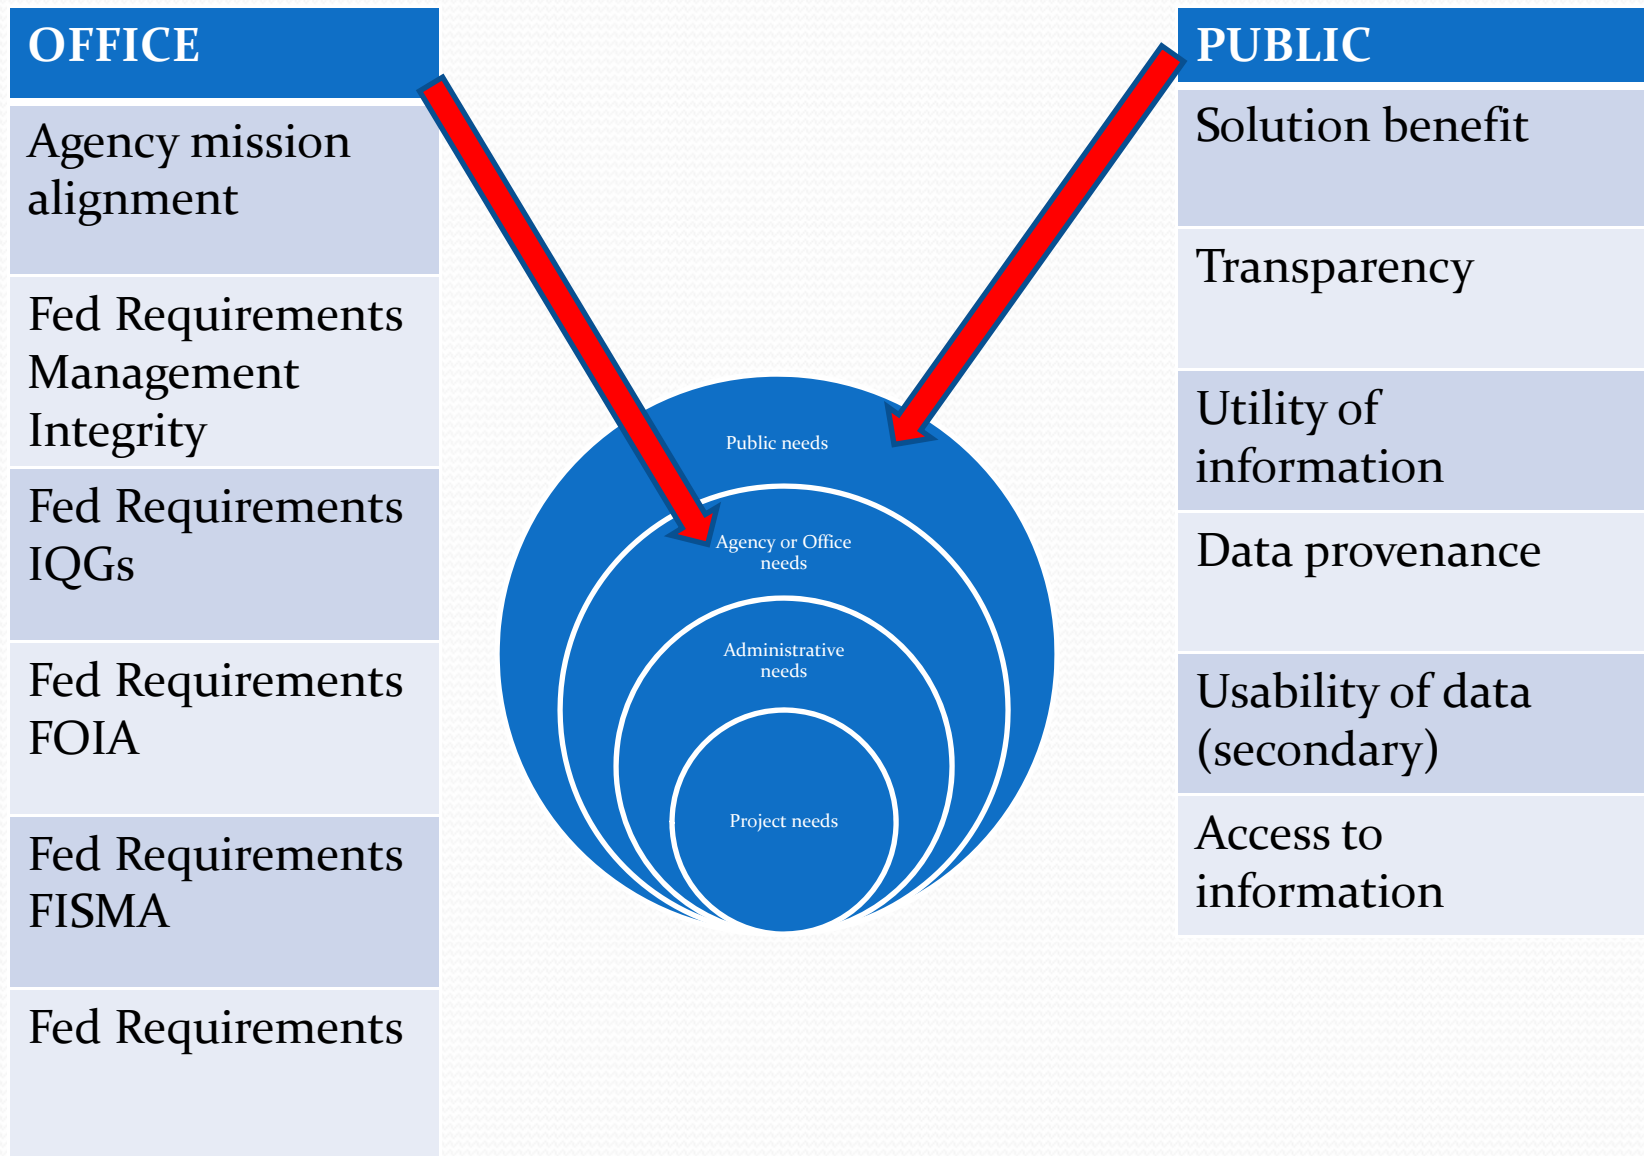 OFFICE
Agency mission
alignment
Fed Requirements
Management
Integrity
Fed Requirements
IQGs
Fed Requirements
FOIA
Fed Requirements
FISMA
Fed Requirements
Public needs
Agency or Office
needs
Administrative
needs
Project needs
PUBLIC
Solution benefit
Transparency
Utility of
information
Data provenance
Usability of data
(secondary)
Access to
information